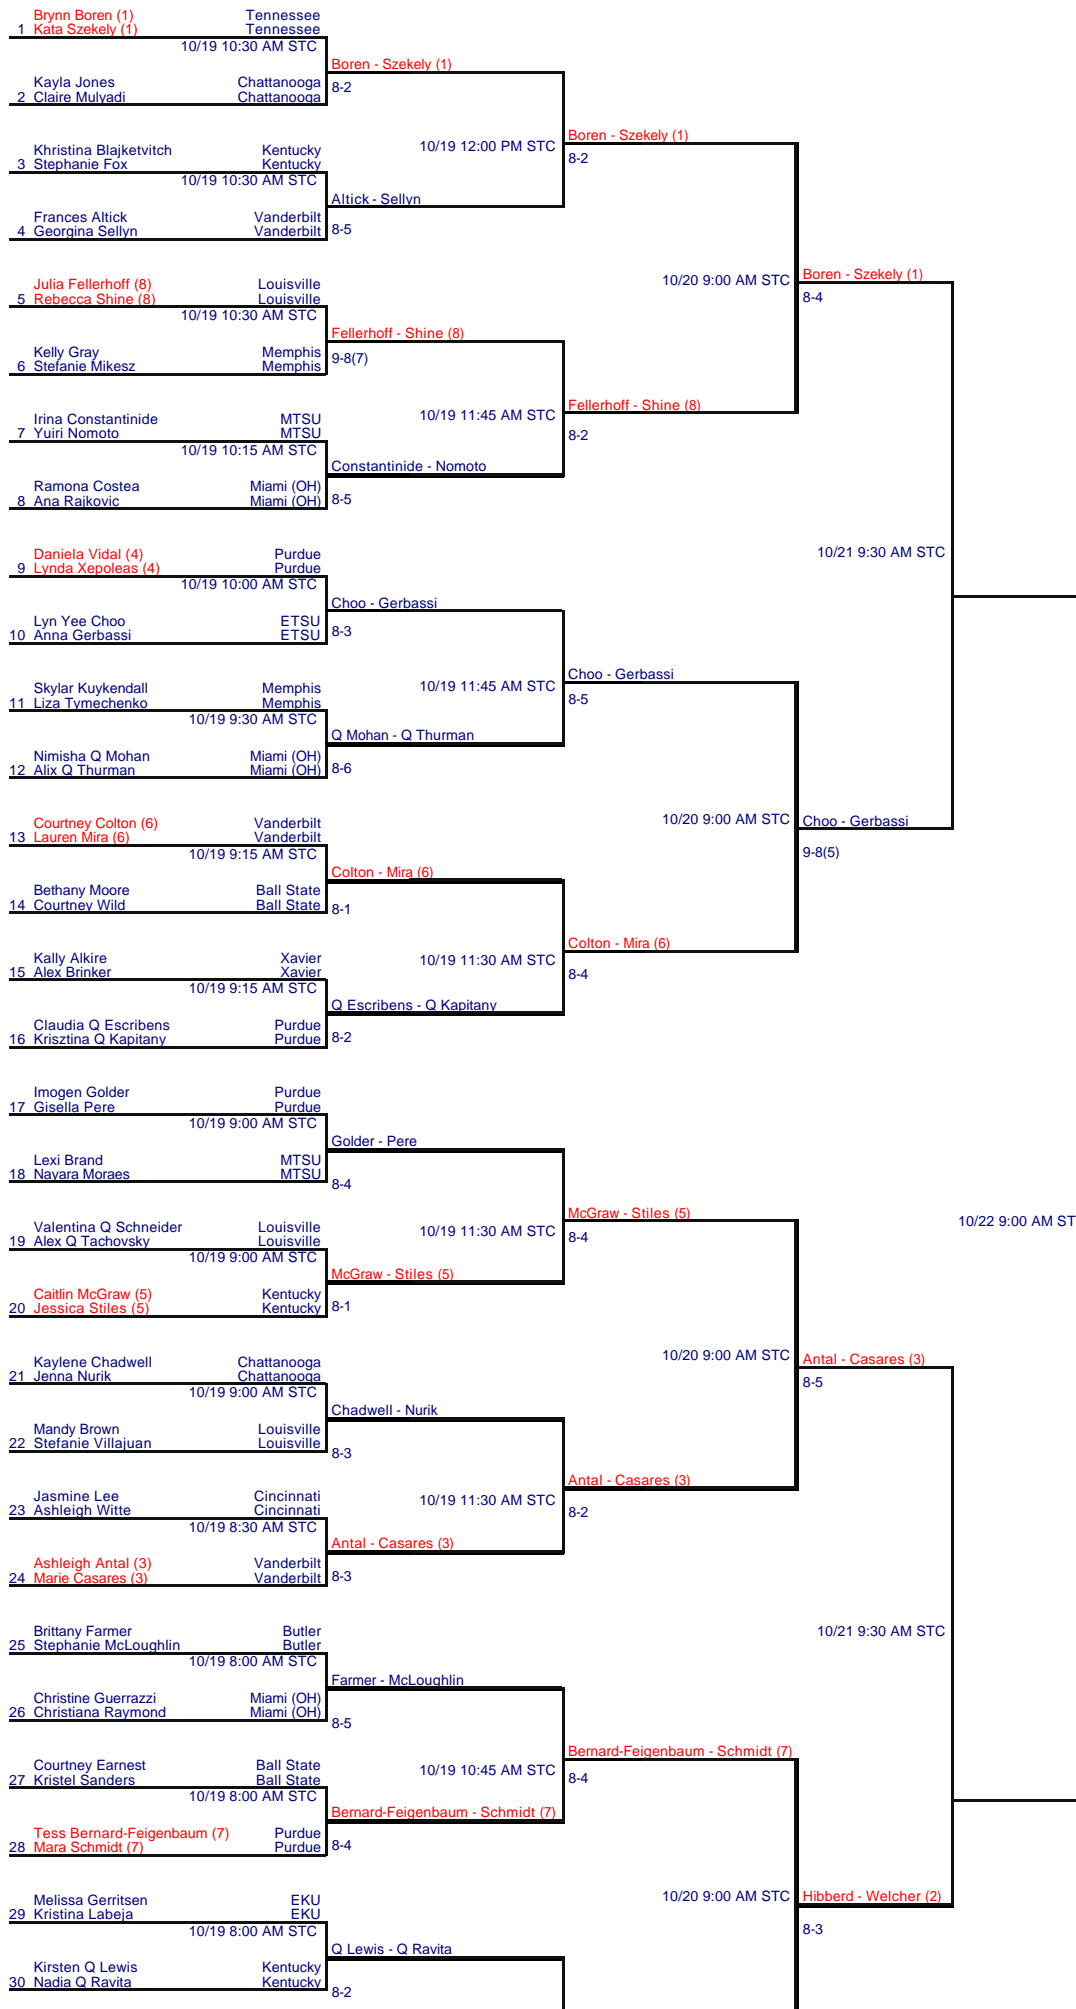 Brynn Boren (1) Tennessee
1 Kata Szekely (1) Tennessee
10/19 10:30 AM STC
Boren - Szekely (1)
Kayla Jones Chattanooga
8-2
2 Claire Mulyadi Chattanooga
Boren - Szekely (1)
10/19 12:00 PM STC
Khristina Blajketvitch Kentucky
8-2
3 Stephanie Fox Kentucky
10/19 10:30 AM STC
Altick - Sellyn
Frances Altick Vanderbilt
8-5
4 Georgina Sellyn Vanderbilt
Boren - Szekely (1)
10/20 9:00 AM STC
Julia Fellerhoff (8) Louisville
8-4
5 Rebecca Shine (8) Louisville
10/19 10:30 AM STC
Fellerhoff - Shine (8)
Kelly Gray Memphis
9-8(7)
6 Stefanie Mikesz Memphis
Fellerhoff - Shine (8)
10/19 11:45 AM STC
Irina Constantinide MTSU
8-2
7 Yuiri Nomoto MTSU
10/19 10:15 AM STC
Constantinide - Nomoto
Ramona Costea Miami (OH)
8-5
8 Ana Rajkovic Miami (OH)
10/21 9:30 AM STC
Daniela Vidal (4) Purdue
9 Lynda Xepoleas (4) Purdue
10/19 10:00 AM STC
Choo - Gerbassi
Lyn Yee Choo ETSU
8-3
10 Anna Gerbassi ETSU
Choo - Gerbassi
10/19 11:45 AM STC
Skylar Kuykendall Memphis
8-5
11 Liza Tymechenko Memphis
10/19 9:30 AM STC
Q Mohan - Q Thurman
Nimisha Q Mohan Miami (OH)
8-6
12 Alix Q Thurman Miami (OH)
Choo - Gerbassi
10/20 9:00 AM STC
Courtney Colton (6) Vanderbilt
9-8(5)
13 Lauren Mira (6) Vanderbilt
10/19 9:15 AM STC
Colton - Mira (6)
Bethany Moore Ball State
8-1
14 Courtney Wild Ball State
Colton - Mira (6)
10/19 11:30 AM STC
Kally Alkire Xavier
8-4
15 Alex Brinker Xavier
10/19 9:15 AM STC
Q Escribens - Q Kapitany
Claudia Q Escribens Purdue
8-2
16 Krisztina Q Kapitany Purdue
Imogen Golder Purdue
17 Gisella Pere Purdue
10/19 9:00 AM STC
Golder - Pere
Lexi Brand MTSU
8-4
18 Nayara Moraes MTSU
McGraw - Stiles (5)
10/22 9:00 AM ST
10/19 11:30 AM STC
Valentina Q Schneider Louisville
8-4
19 Alex Q Tachovsky Louisville
10/19 9:00 AM STC
McGraw - Stiles (5)
Caitlin McGraw (5) Kentucky
8-1
20 Jessica Stiles (5) Kentucky
Antal - Casares (3)
10/20 9:00 AM STC
Kaylene Chadwell Chattanooga
8-5
21 Jenna Nurik Chattanooga
10/19 9:00 AM STC
Chadwell - Nurik
Mandy Brown Louisville
8-3
22 Stefanie Villajuan Louisville
Antal - Casares (3)
10/19 11:30 AM STC
Jasmine Lee Cincinnati
8-2
23 Ashleigh Witte Cincinnati
10/19 8:30 AM STC
Antal - Casares (3)
Ashleigh Antal (3) Vanderbilt
8-3
24 Marie Casares (3) Vanderbilt
10/21 9:30 AM STC
Brittany Farmer Butler
25 Stephanie McLoughlin Butler
10/19 8:00 AM STC
Farmer - McLoughlin
Christine Guerrazzi Miami (OH)
8-5
26 Christiana Raymond Miami (OH)
Bernard-Feigenbaum - Schmidt (7)
10/19 10:45 AM STC
Courtney Earnest Ball State
8-4
27 Kristel Sanders Ball State
10/19 8:00 AM STC
Bernard-Feigenbaum - Schmidt (7)
Tess Bernard-Feigenbaum (7) Purdue
8-4
28 Mara Schmidt (7) Purdue
Hibberd - Welcher (2)
10/20 9:00 AM STC
Melissa Gerritsen EKU
8-3
29 Kristina Labeja EKU
10/19 8:00 AM STC
Q Lewis - Q Ravita
Kirsten Q Lewis Kentucky
8-2
30 Nadia Q Ravita Kentucky